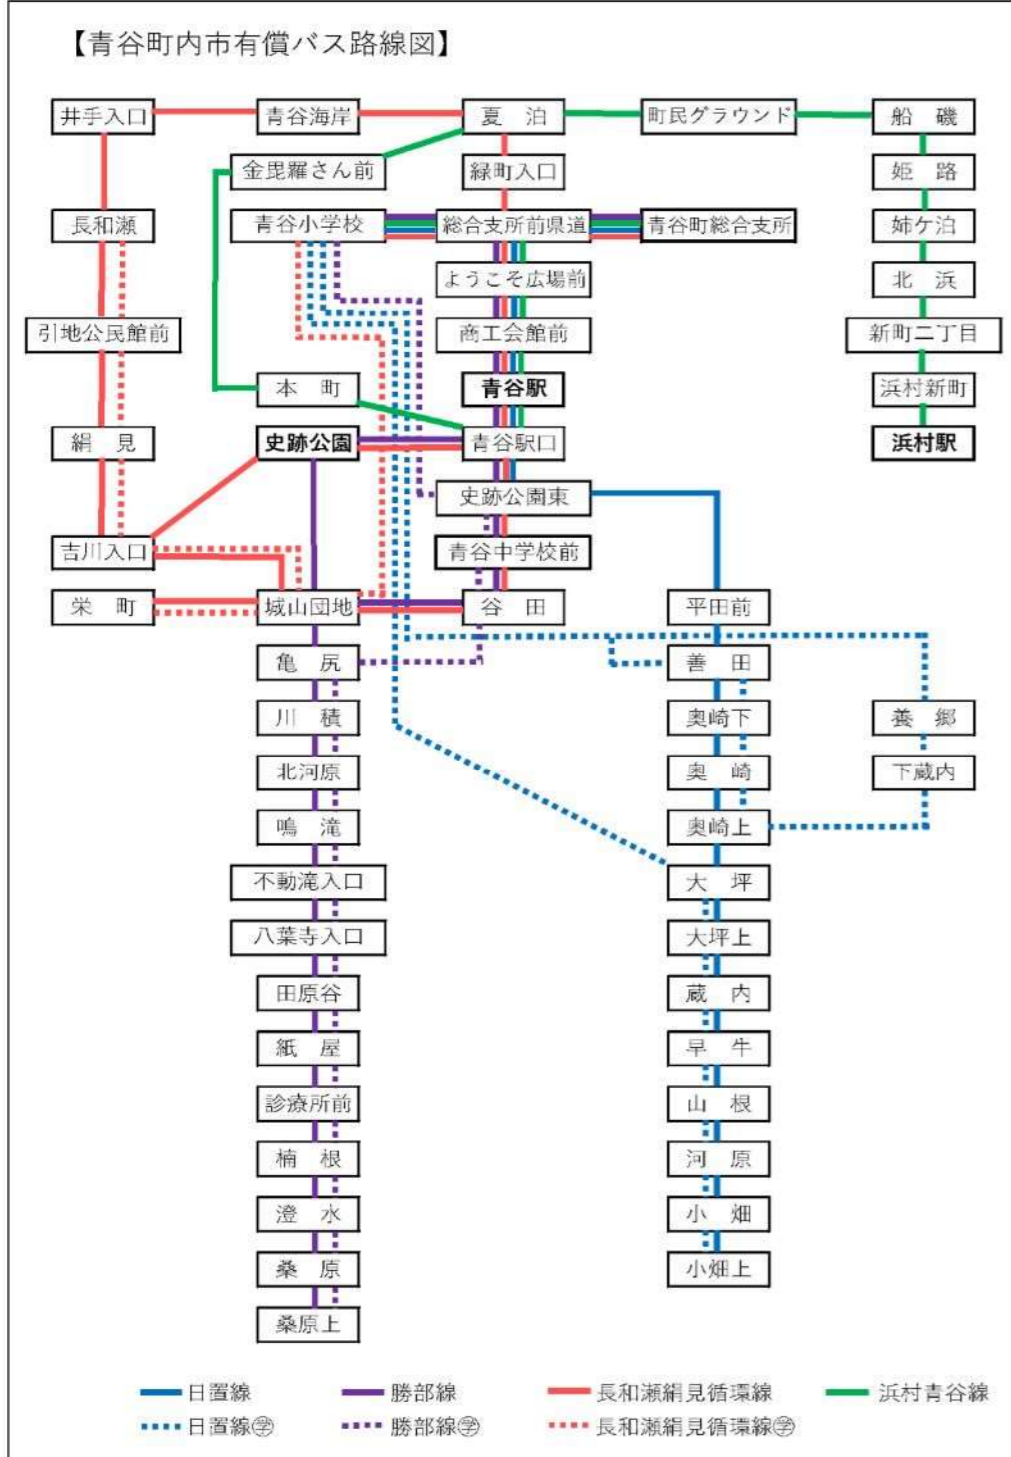 【青谷町内市有償バス路線図】
井手入口 青谷海岸 夏 泊 町民グラウンド 船 磯
金毘羅さん前 緑町入口 姫 路
長和瀬 青谷小学校 総合支所前県道 青谷町総合支所 姉ケ泊
ようこそ広場前 北 浜
引地公民館前 商工会館前 新町二丁目
本 町 青谷駅 浜村新町
絹 見 史跡公園 青谷駅口 浜村駅
史跡公園東
吉川入口 青谷中学校前
栄 町 城山団地 谷 田 平田前
亀 尻 善 田
川 積 奥崎下 養 郷
北河原 奥 崎 下蔵内
鳴 滝 奥崎上
不動滝入口 大 坪
八葉寺入口 大坪上
田原谷 蔵 内
紙 屋 早 牛
診療所前 山 根
楠 根 河 原
澄 水 小 畑
桑 原 小畑上
桑原上
日置線 勝部線 長和瀬絹見循環線 浜村青谷線
日置線㊫ 勝部線㊫ 長和瀬絹見循環線㊫